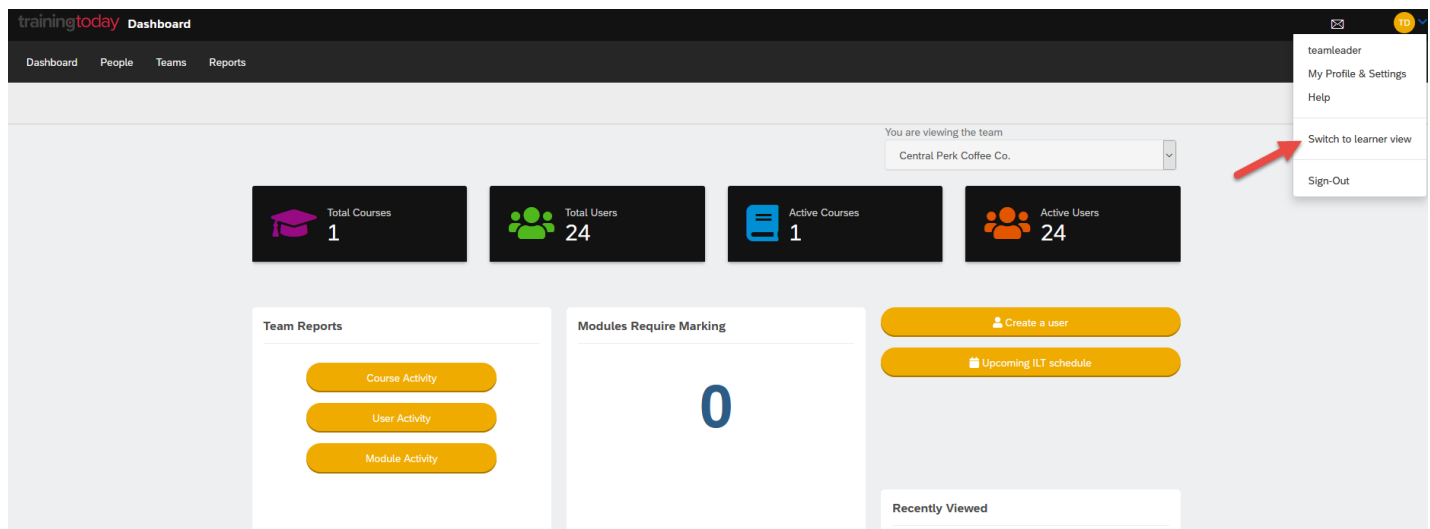 trainingtoday Dashboard
TD
Dashboard People Teams Reports
teamleader
My Profile & Settings
Help
Switch to learner view
Sign-Out
You are viewing the team
Central Perk Coffee Co.
Total Courses
1
Total Users
24
Active Courses
1
Active Users
24
Team Reports
Course Activity
User Activity
Module Activity
Modules Require Marking
0
Create a user
Upcoming ILT schedule
Recently Viewed